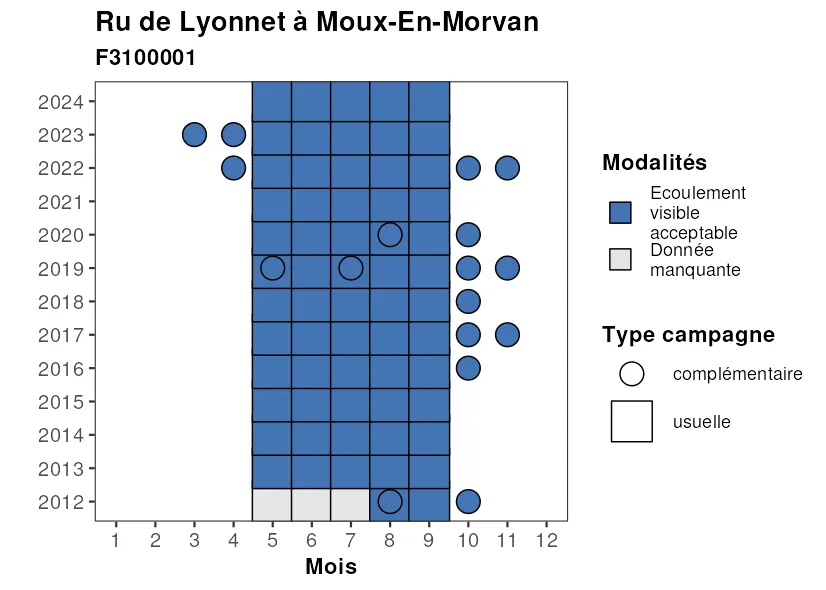 Ru de Lyonnet à Moux-En-Morvan
F3100001
2024
2023
2022
2021
2020
2019
2018
2017
2016
2015
2014
2013
2012
1 2 3 4 5 6 7 8 9 10 11 12
Mois
Modalités
Ecoulement
visible
acceptable
Donnée
manquante
Type campagne
complémentaire
usuelle